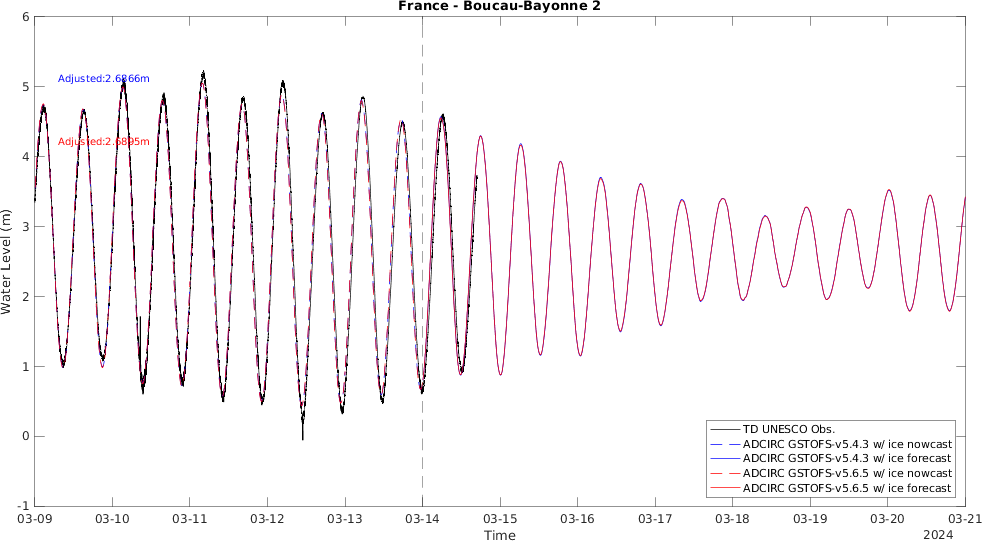 France - Boucau-Bayonne 2
6
5
4
3
2
1
0
-1
Water Level (m)
Adjusted:2.6866m
Adjusted:2.6895m
TD UNESCO Obs.
ADCIRC GSTOFS-v5.4.3 w/ ice nowcast
ADCIRC GSTOFS-v5.4.3 w/ ice forecast
ADCIRC GSTOFS-v5.6.5 w/ ice nowcast
ADCIRC GSTOFS-v5.6.5 w/ ice forecast
03-09 03-10 03-11 03-12 03-13 03-14 03-15 03-16 03-17 03-18 03-19 03-20 03-21
Time
2024